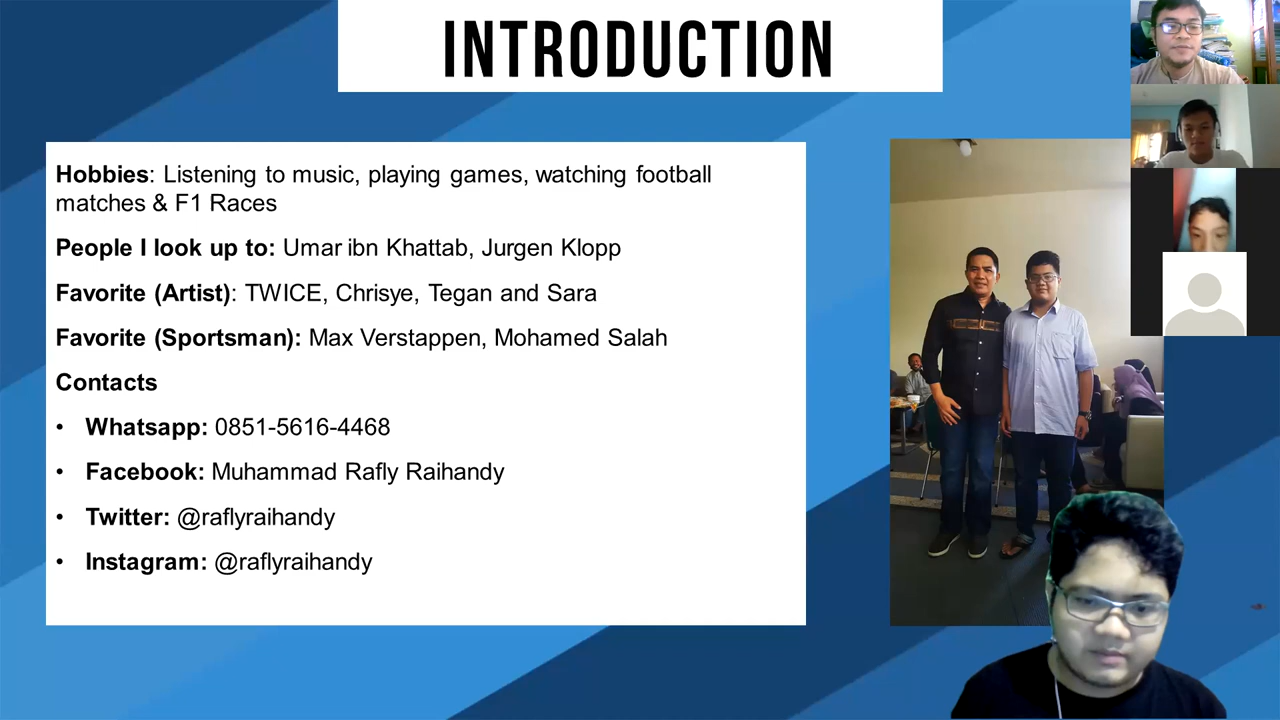 INTRODUCTION
Hobbies: Listening to music, playing games, watching football
matches & F1 Races
People I look up to: Umar ibn Khattab, Jurgen Klopp
Favorite (Artist): TWICE, Chrisye, Tegan and Sara
Favorite (Sportsman): Max Verstappen, Mohamed Salah
Contacts
• Whatsapp: 0851-5616-4468
• Facebook: Muhammad Rafly Raihandy
• Twitter: @raflyraihandy
• Instagram: @raflyraihandy